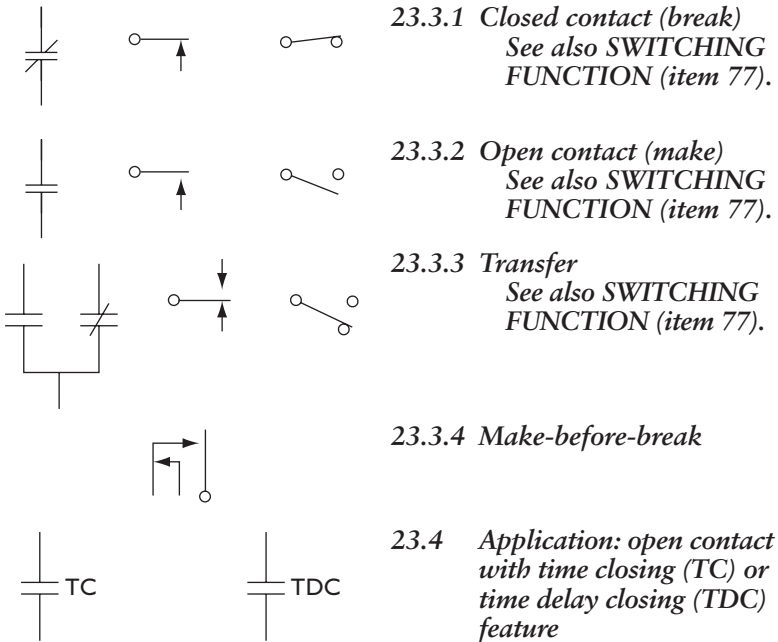 23.3.1 Closed contact (break)
See also SWITCHING
FUNCTION (item 77).
23.3.2 Open contact (make)
See also SWITCHING
FUNCTION (item 77).
23.3.3 Transfer
See also SWITCHING
FUNCTION (item 77).
23.3.4 Make-before-break
TC
TDC
23.4 Application: open contact
with time closing (TC) or
time delay closing (TDC)
feature